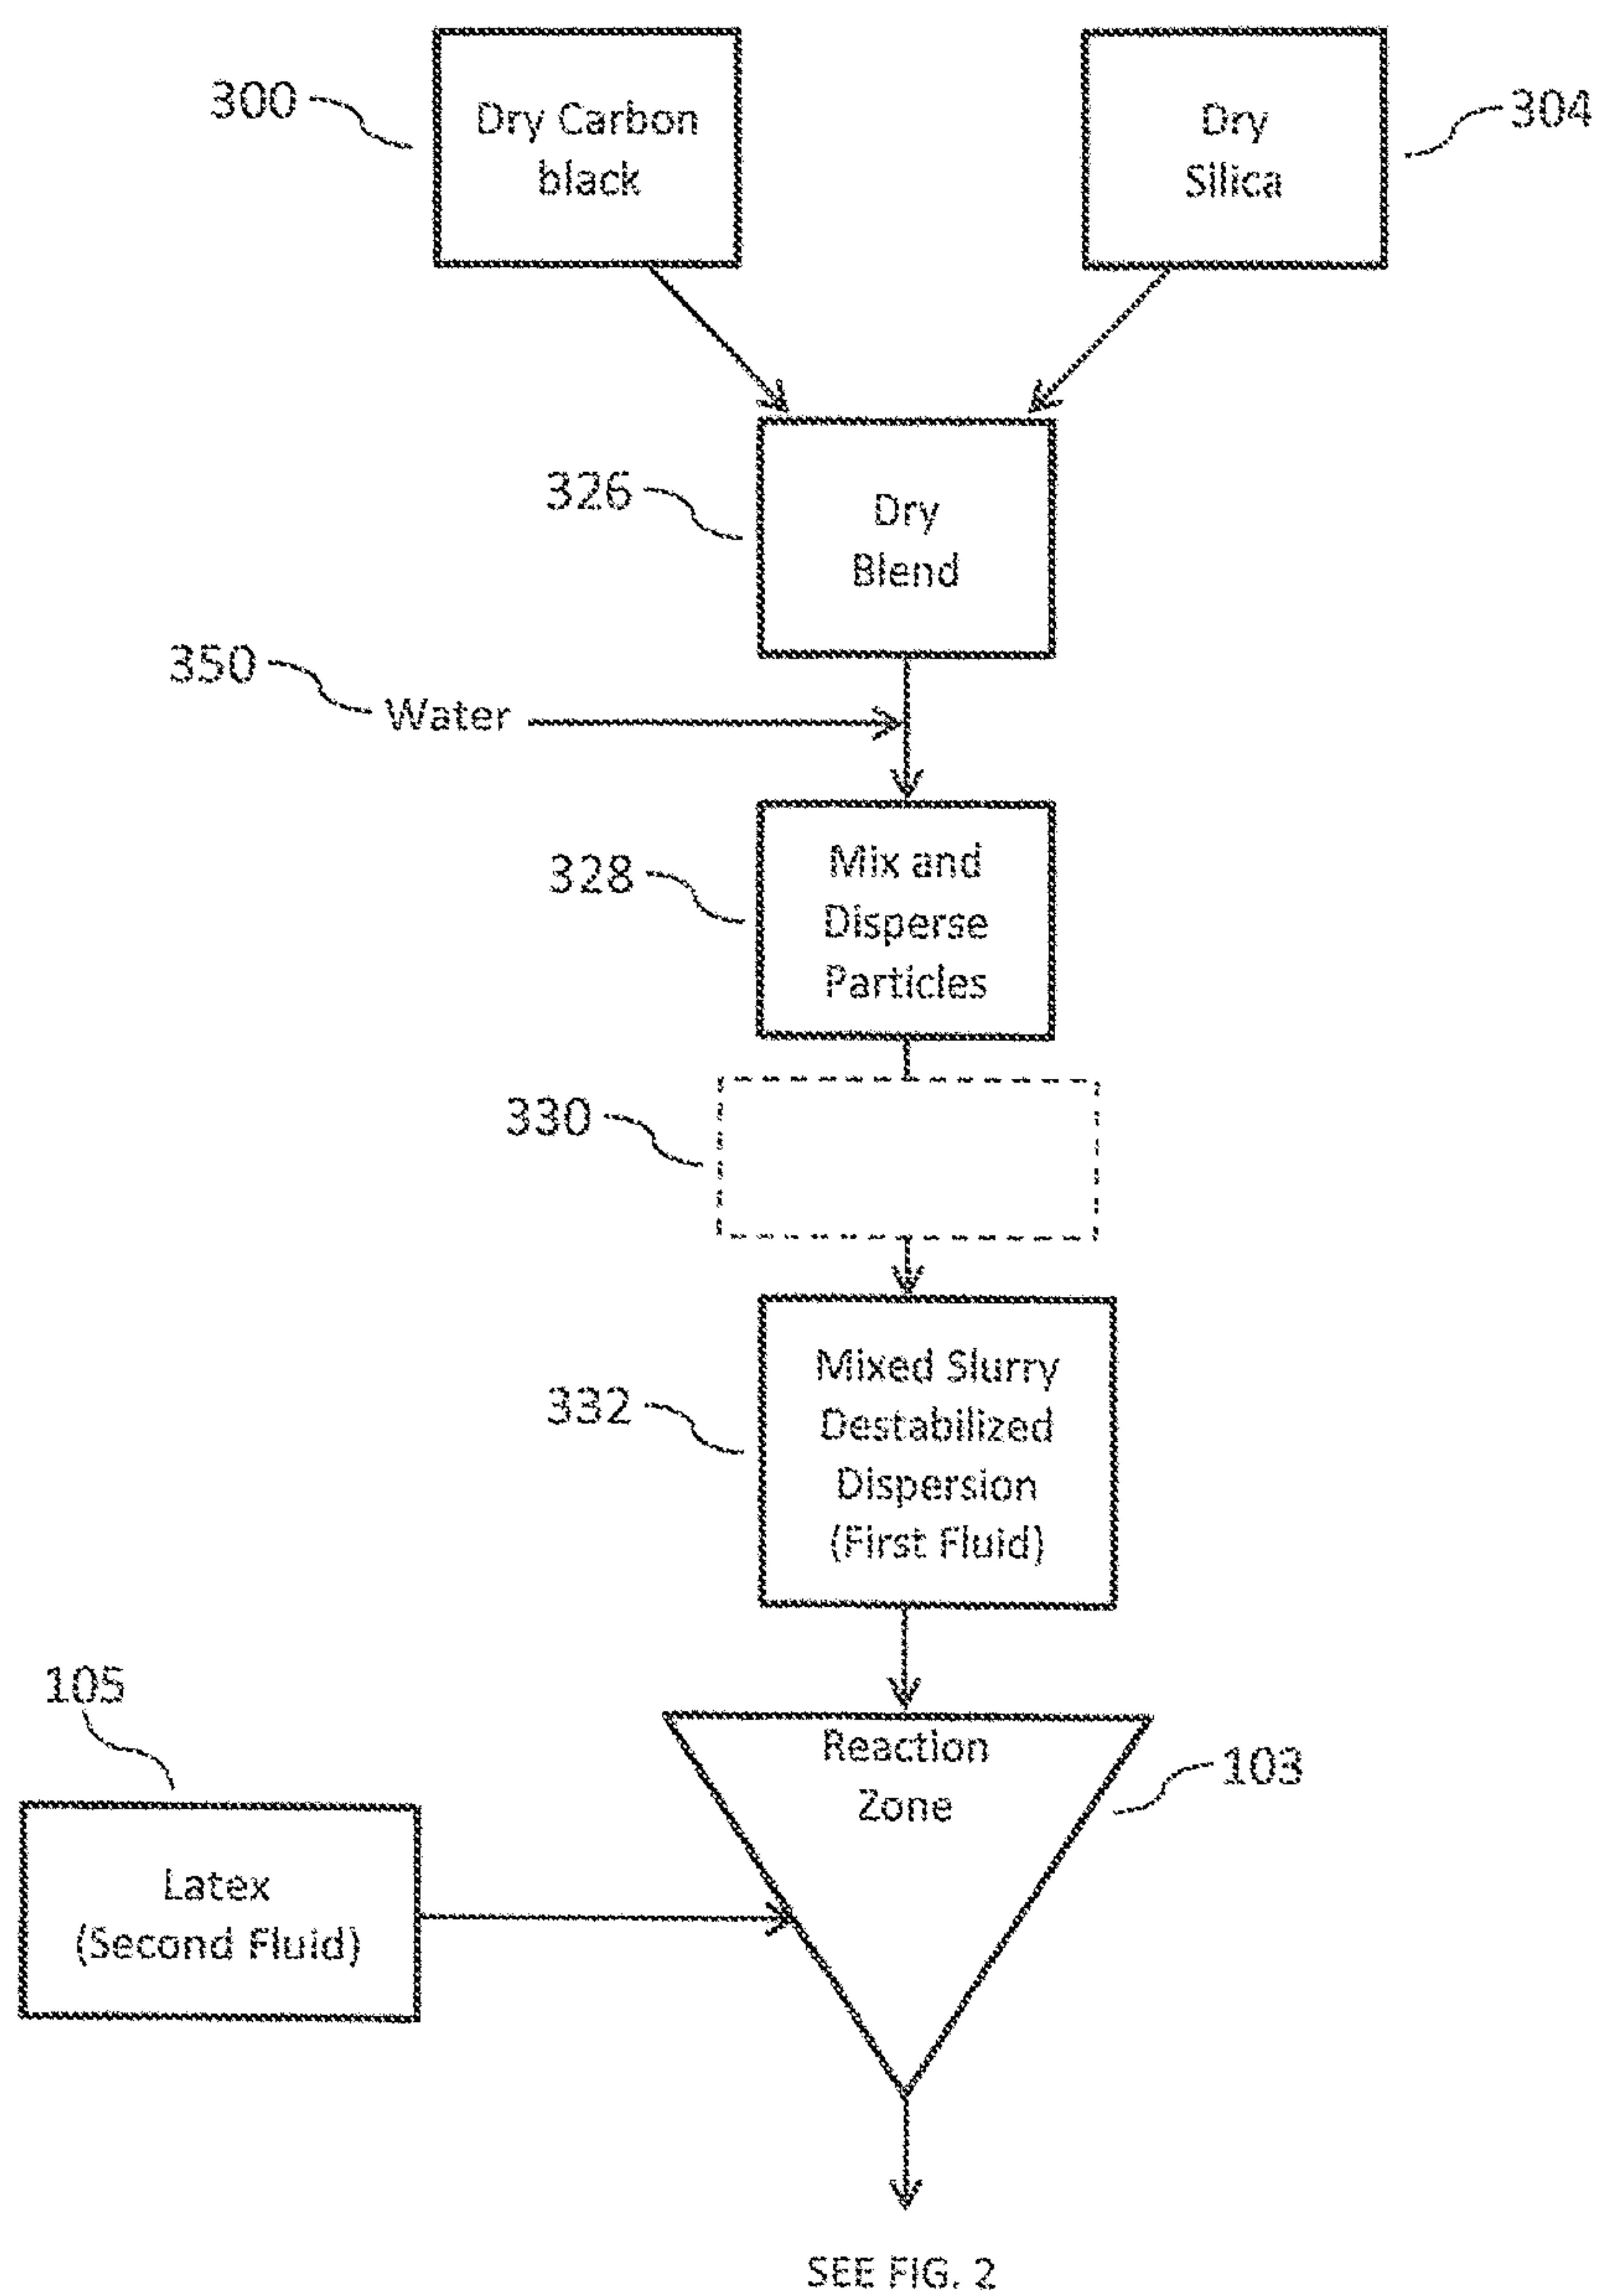 300
Dry Carbon
black
Dry
Silica
304
326
Dry
Blend
350
Water
328
Mix and
Disperse
Particles
330
332
Mixed Slurry
Destabilized
Dispersion
(First Fluid)
105
Reaction
Zone
103
Latex
(Second Fluid)
SEE FIG. 2